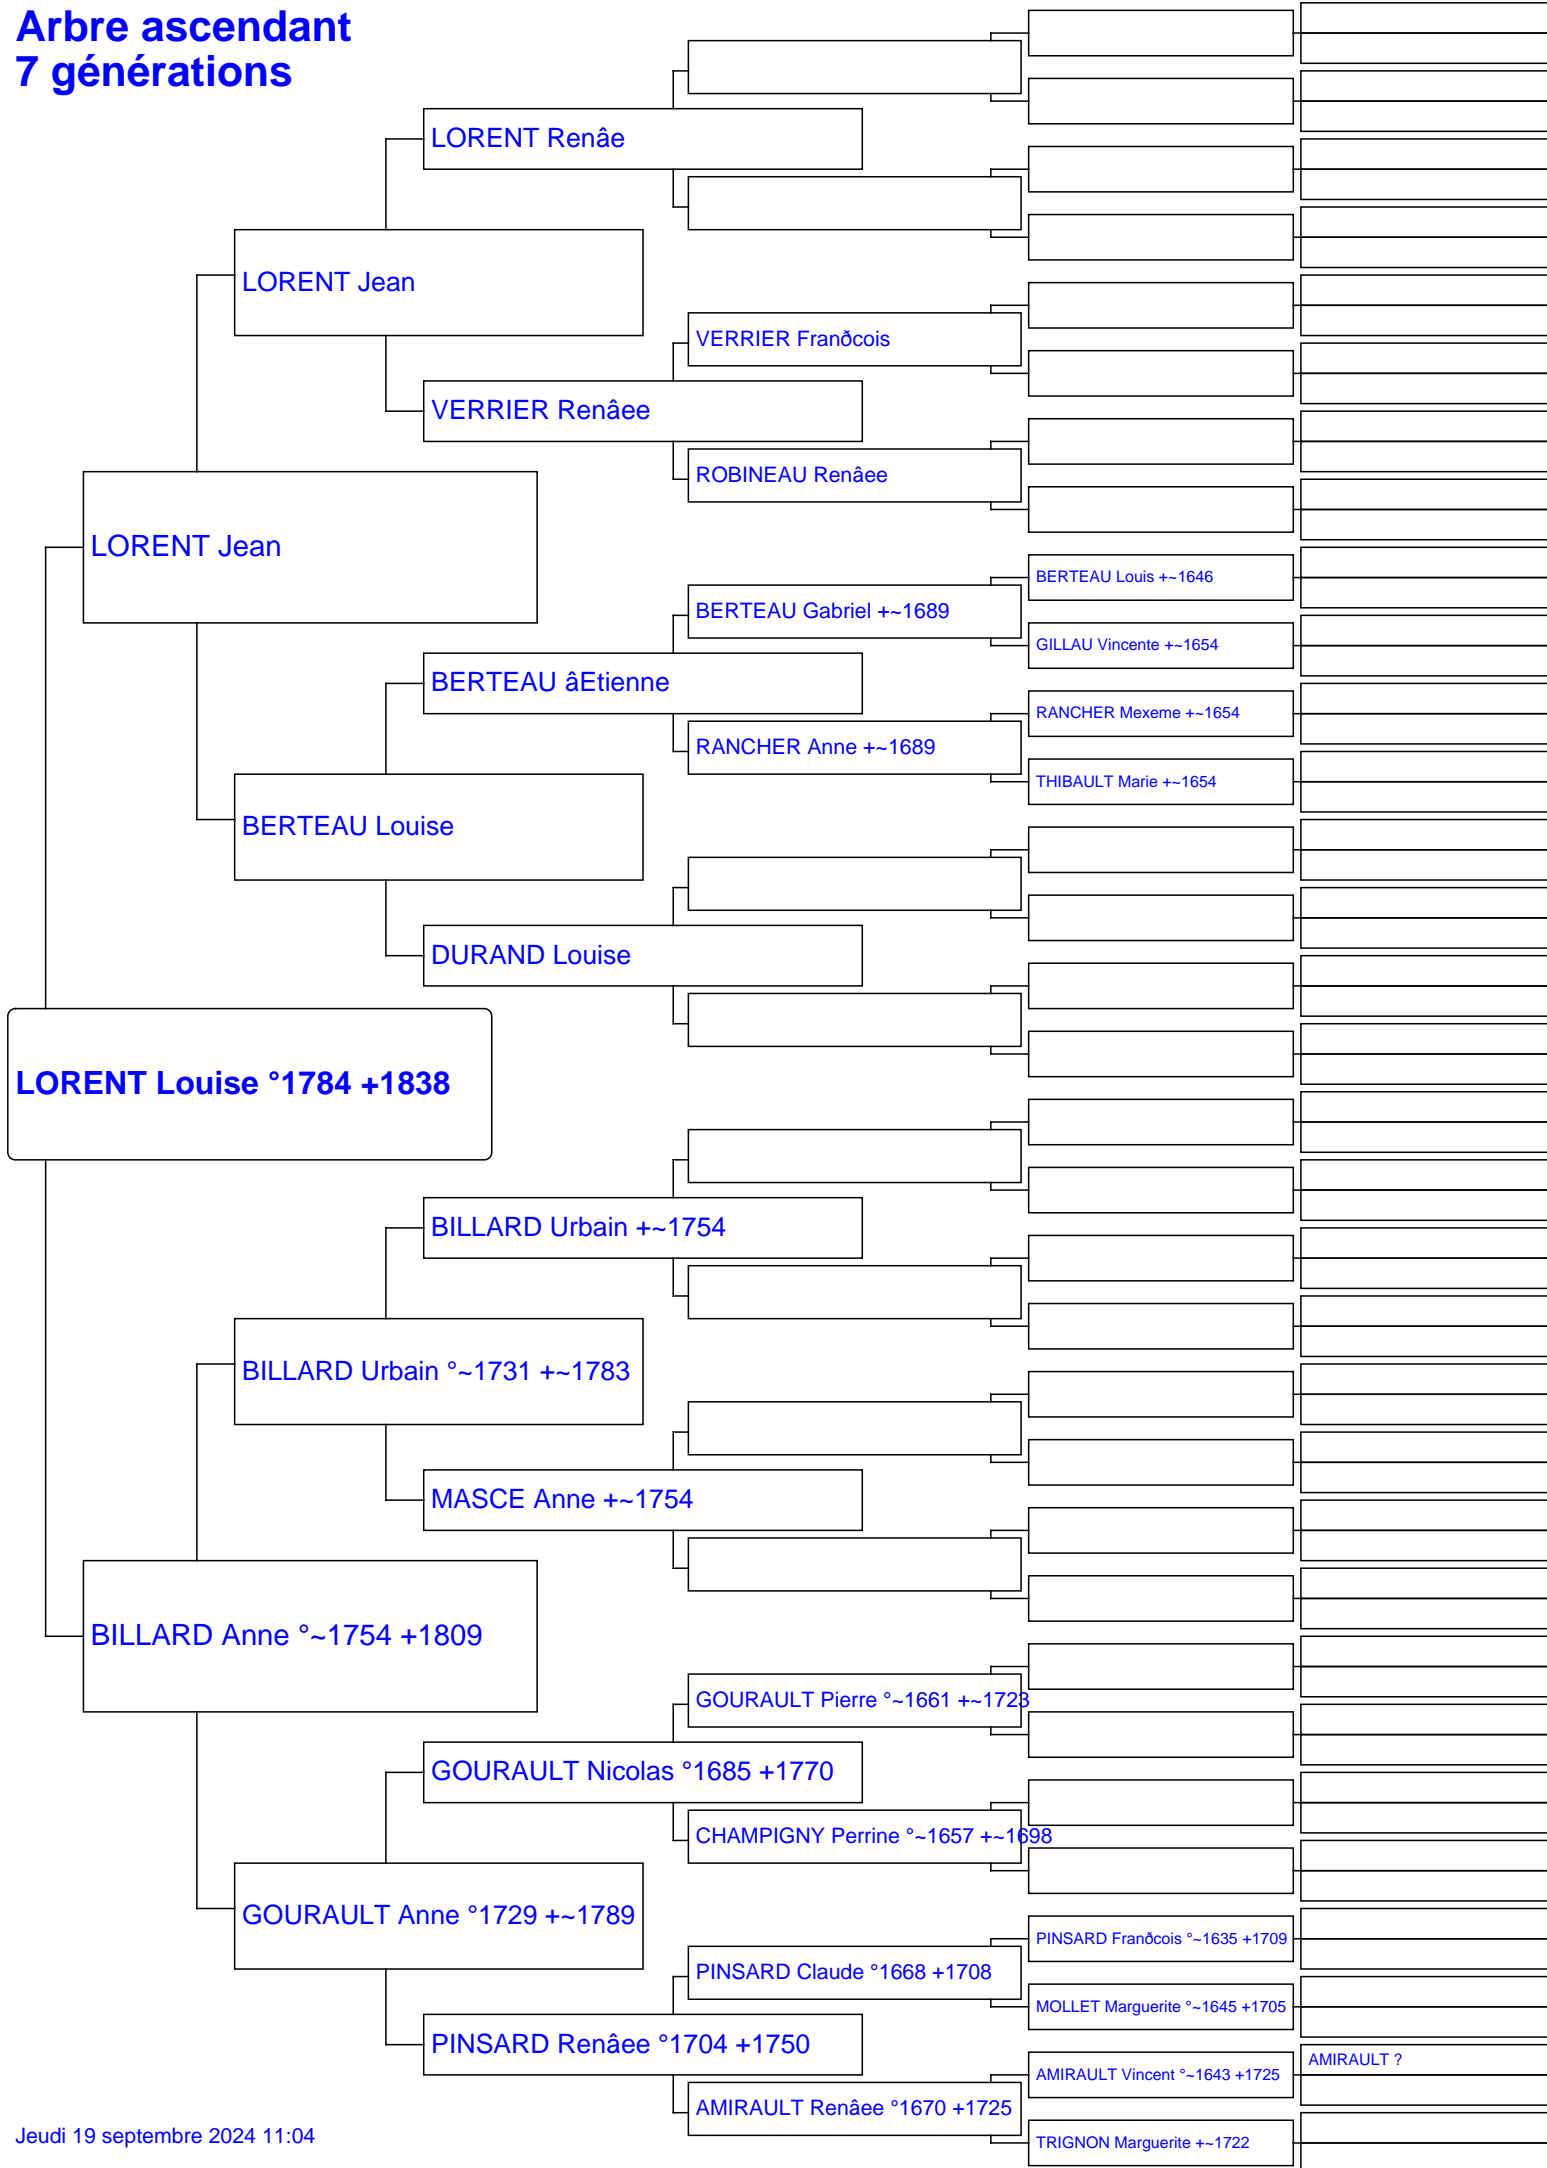 Arbre ascendant
7 générations
LORENT Renâe
LORENT Jean
VERRIER Franðcois
VERRIER Renâee
ROBINEAU Renâee
LORENT Jean
BERTEAU Louis +~1646
BERTEAU Gabriel +~1689
GILLAU Vincente +~1654
BERTEAU âEtienne
RANCHER Mexeme +~1654
RANCHER Anne +~1689
THIBAULT Marie +~1654
BERTEAU Louise
DURAND Louise
LORENT Louise °1784 +1838
BILLARD Urbain +~1754
BILLARD Urbain °~1731 +~1783
MASCE Anne +~1754
BILLARD Anne °~1754 +1809
GOURAULT Pierre °~1661 +~1723
GOURAULT Nicolas °1685 +1770
CHAMPIGNY Perrine °~1657 +~1698
GOURAULT Anne °1729 +~1789
PINSARD Franðcois °~1635 +1709
PINSARD Claude °1668 +1708
MOLLET Marguerite °~1645 +1705
PINSARD Renâee °1704 +1750
AMIRAULT ?
AMIRAULT Vincent °~1643 +1725
AMIRAULT Renâee °1670 +1725
TRIGNON Marguerite +~1722
Jeudi 19 septembre 2024 11:04